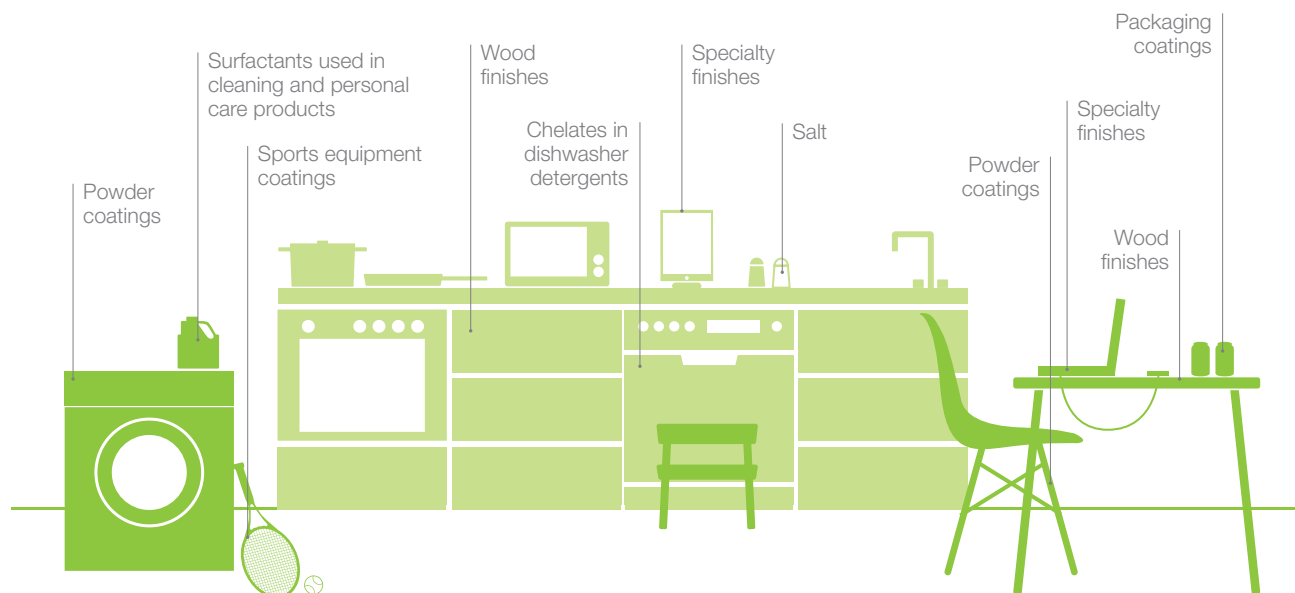 Powder
coatings
Surfactants used in
cleaning and personal
care products
Sports equipment
coatings
Wood
finishes
Chelates in
dishwasher
detergents
Specialty
finishes
Salt
Powder
coatings
Specialty
finishes
Packaging
coatings
Wood
finishes